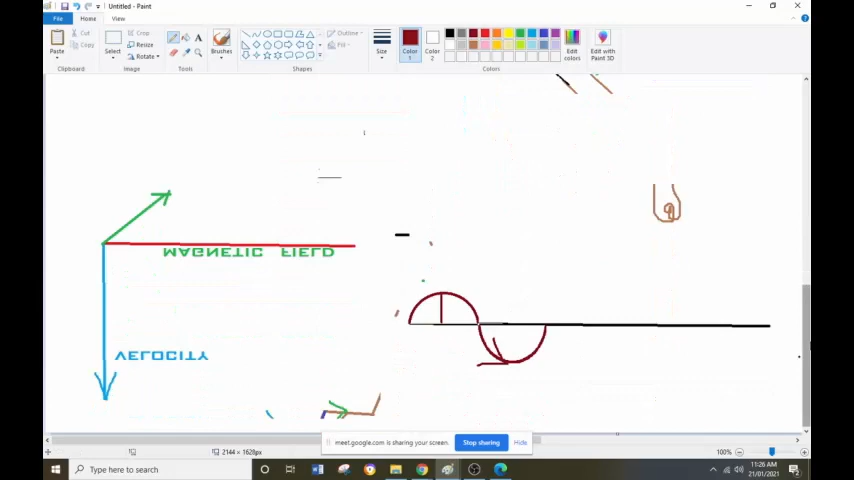 Untitled - Paint
File
Home
View
Paste
Cut
Copy
Clipboard
Select
Crop
Resize
Rotate
Image
Tools
Brushes
Shapes
Outline
Fill
Size
Color 1
Color 2
Edit colors
Colors
Edit with Paint 3D
MAGNETIC FIELD
VELOCITY
meet.google.com is sharing your screen.
Stop sharing
Hide
2144 × 1628px
100%
Type here to search
11:26 AM
21/01/2021